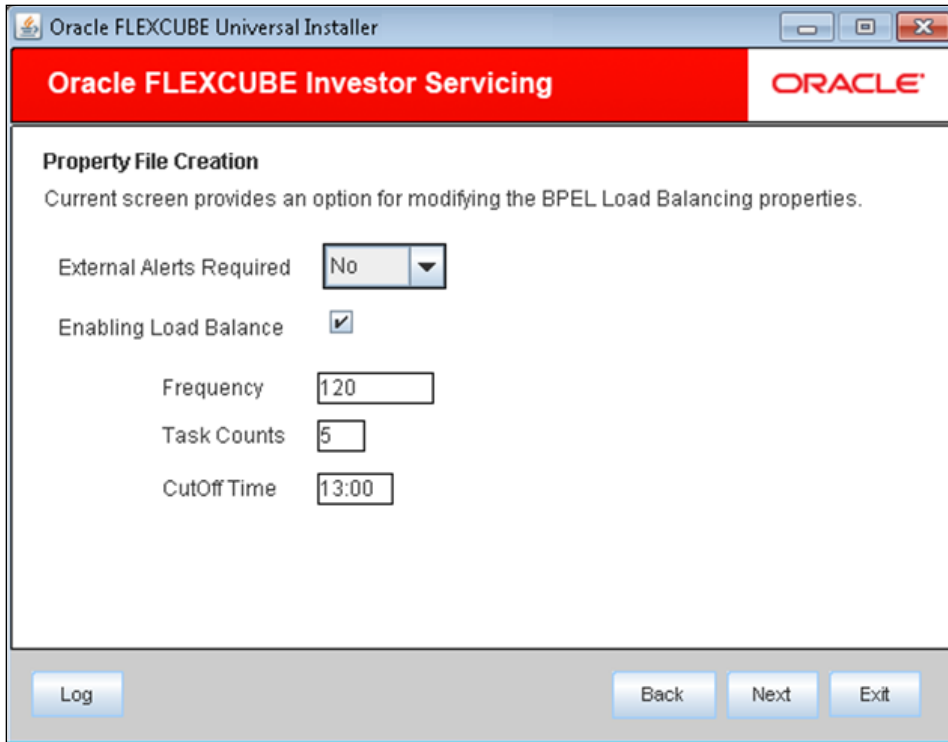 Oracle FLEXCUBE Universal Installer
Oracle FLEXCUBE Investor Servicing
ORACLE
Property File Creation
Current screen provides an option for modifying the BPEL Load Balancing properties.
External Alerts Required No
Enabling Load Balance
Frequency 120
Task Counts 5
CutOff Time 13:00
Log Back Next Exit